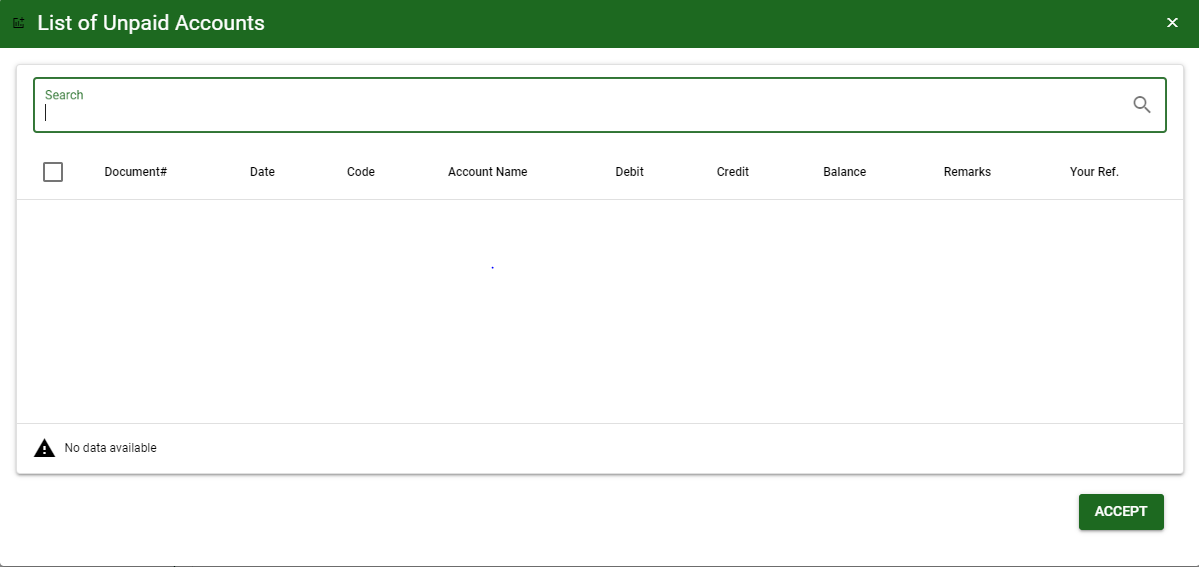 List of Unpaid Accounts
Search
Document# Date Code Account Name Debit Credit Balance Remarks Your Ref.
No data available
ACCEPT